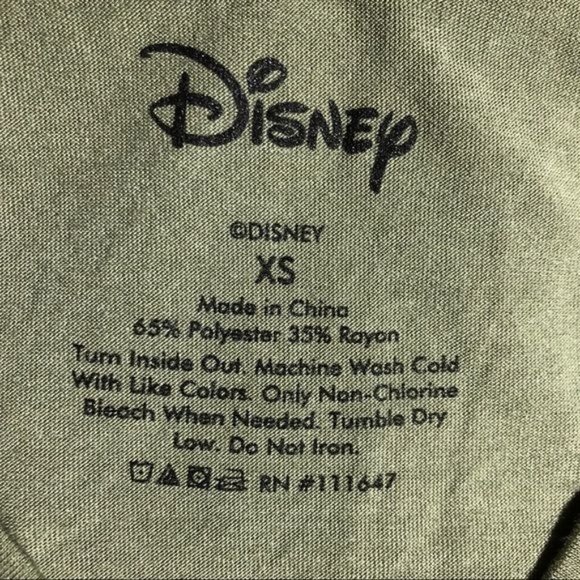 Disney
©DISNEY
XS
Made in China
65% Polyester 35% Rayon
Turn Inside Out. Machine Wash Cold
With Like Colors. Only Non-Chlorine
Bleach When Needed. Tumble Dry
Low. Do Not Iron.
RN #111647